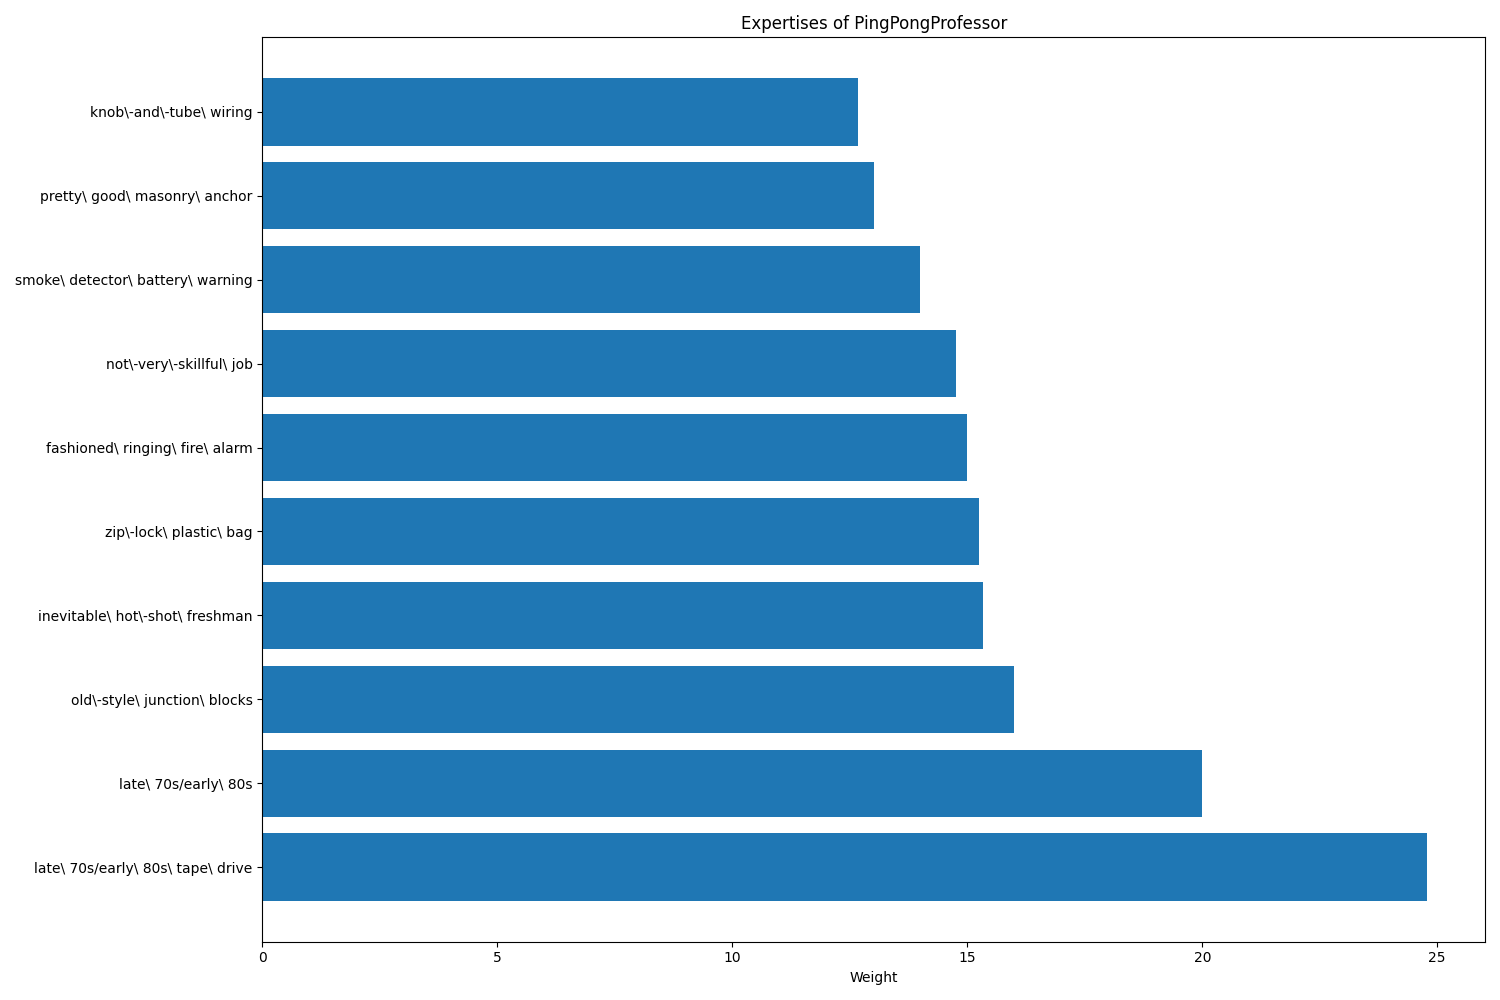 Expertises of PingPongProfessor
knob\-and\-tube\ wiring
pretty\ good\ masonry\ anchor
smoke\ detector\ battery\ warning
not\-very\-skillful\ job
fashioned\ ringing\ fire\ alarm
zip\-lock\ plastic\ bag
inevitable\ hot\-shot\ freshman
old\-style\ junction\ blocks
late\ 70s/early\ 80s
late\ 70s/early\ 80s\ tape\ drive
0 5 10 15 20 25
Weight